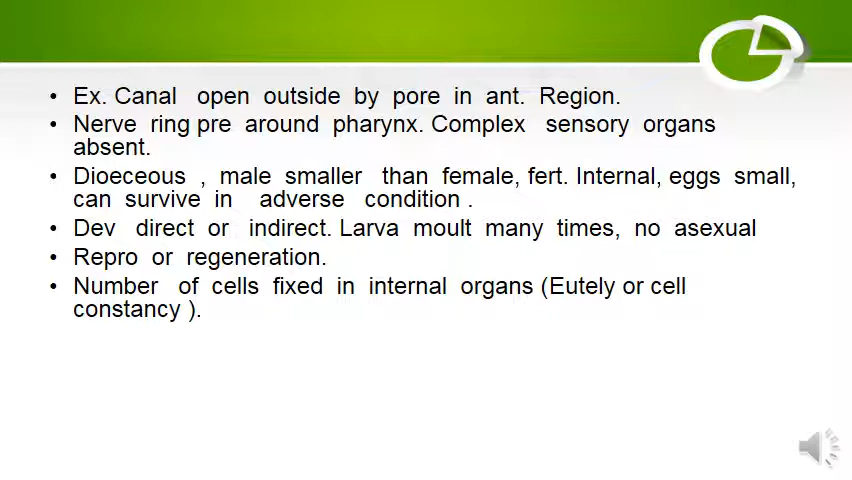 • Ex. Canal open outside by pore in ant. Region.
• Nerve ring pre around pharynx. Complex sensory organs
absent.
• Dioeceous , male smaller than female, fert. Internal, eggs small,
can survive in adverse condition .
• Dev direct or indirect. Larva moult many times, no asexual
• Repro or regeneration.
• Number of cells fixed in internal organs (Eutely or cell
constancy ).